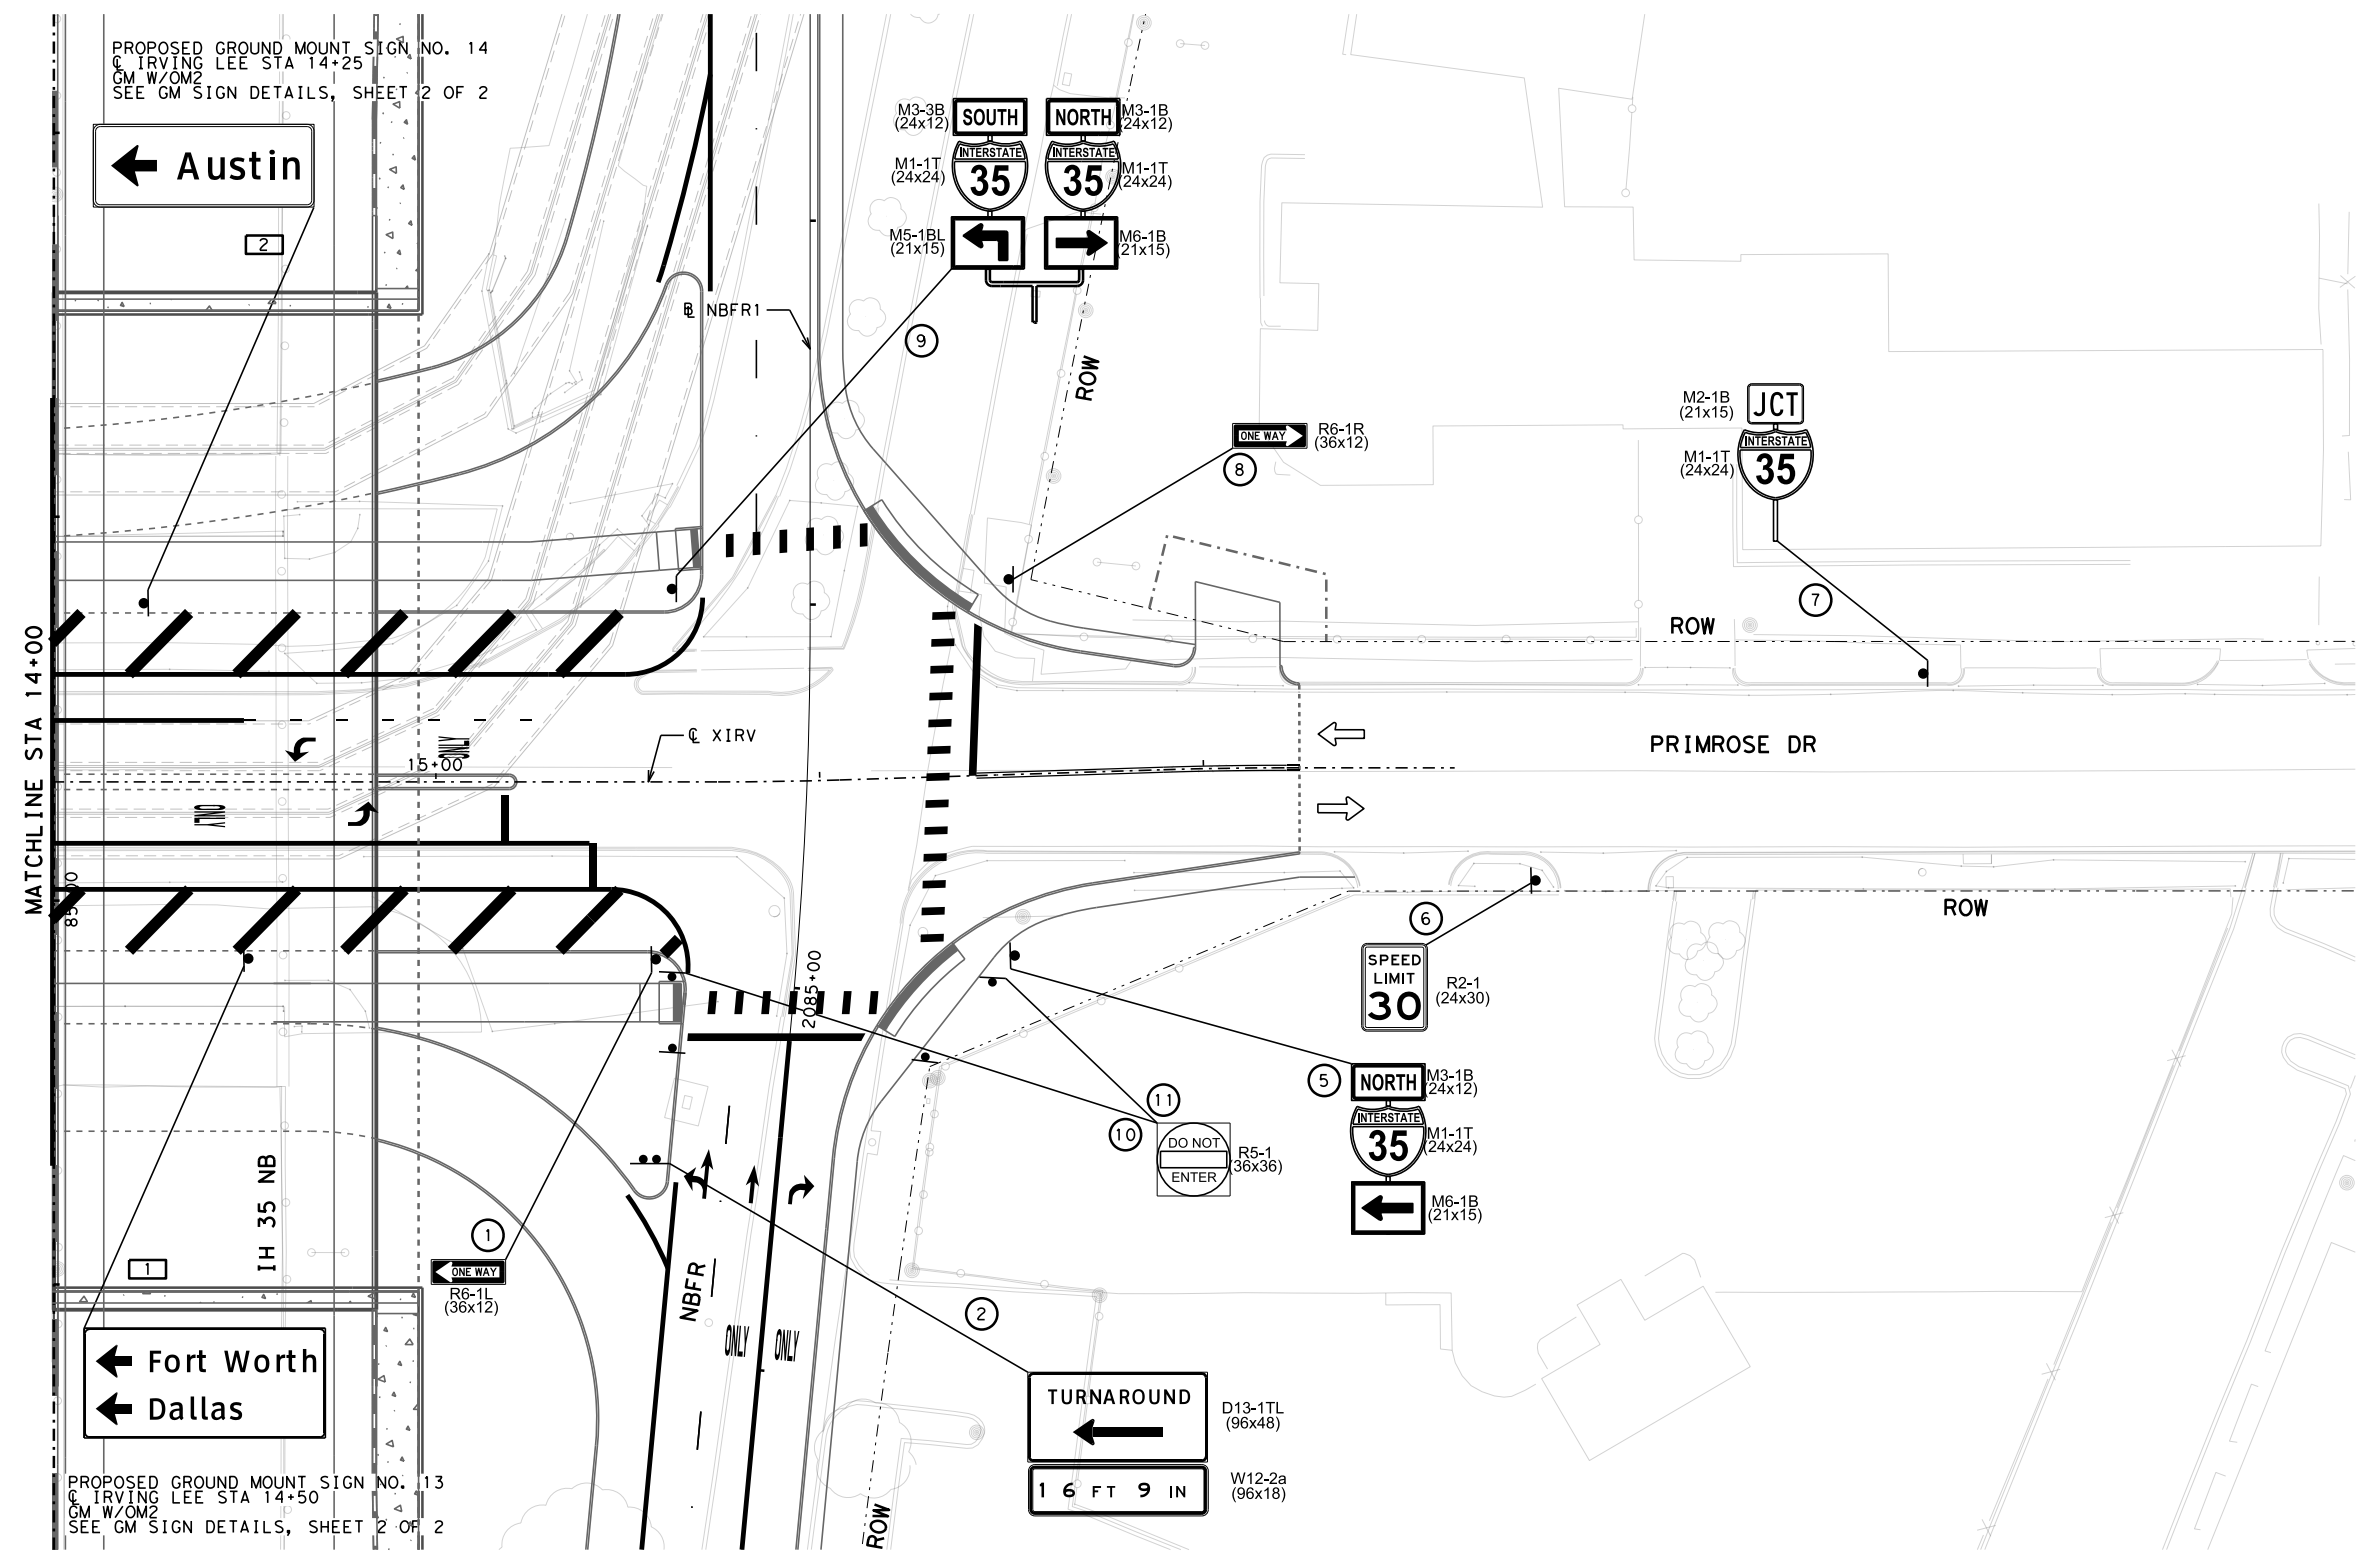 PROPOSED GROUND MOUNT SIGN NO. 14
℄ IRVING LEE STA 14+25
GM W/OM2
SEE GM SIGN DETAILS, SHEET 2 OF 2
Austin
2
M3-3B
(24x12)
SOUTH
NORTH
M3-1B
(24x12)
M1-1T
(24x24)
INTERSTATE
35
INTERSTATE
35
M1-1T
(24x24)
M5-1BL
(21x15)
M6-1B
(21x15)
NBFR1
9
ROW
ONE WAY
R6-1R
(36x12)
8
M2-1B
(21x15)
JCT
M1-1T
(24x24)
INTERSTATE
35
7
ROW
MATCHLINE STA 14+00
℄ XIRV
ONLY
15+00
ONLY
PRIMROSE DR
85+00
ROW
6
SPEED
LIMIT
30
R2-1
(24x30)
2085+00
5
NORTH
M3-1B
(24x12)
INTERSTATE
35
M1-1T
(24x24)
M6-1B
(21x15)
11
10
DO NOT
ENTER
R5-1
(36x36)
IH 35 NB
1
ONE WAY
R6-1L
(36x12)
1
NBFR
ONLY
ONLY
2
Fort Worth
Dallas
TURNAROUND
D13-1TL
(96x48)
16 FT 9 IN
W12-2a
(96x18)
ROW
PROPOSED GROUND MOUNT SIGN NO. 13
℄ IRVING LEE STA 14+50
GM W/OM2
SEE GM SIGN DETAILS, SHEET 2 OF 2